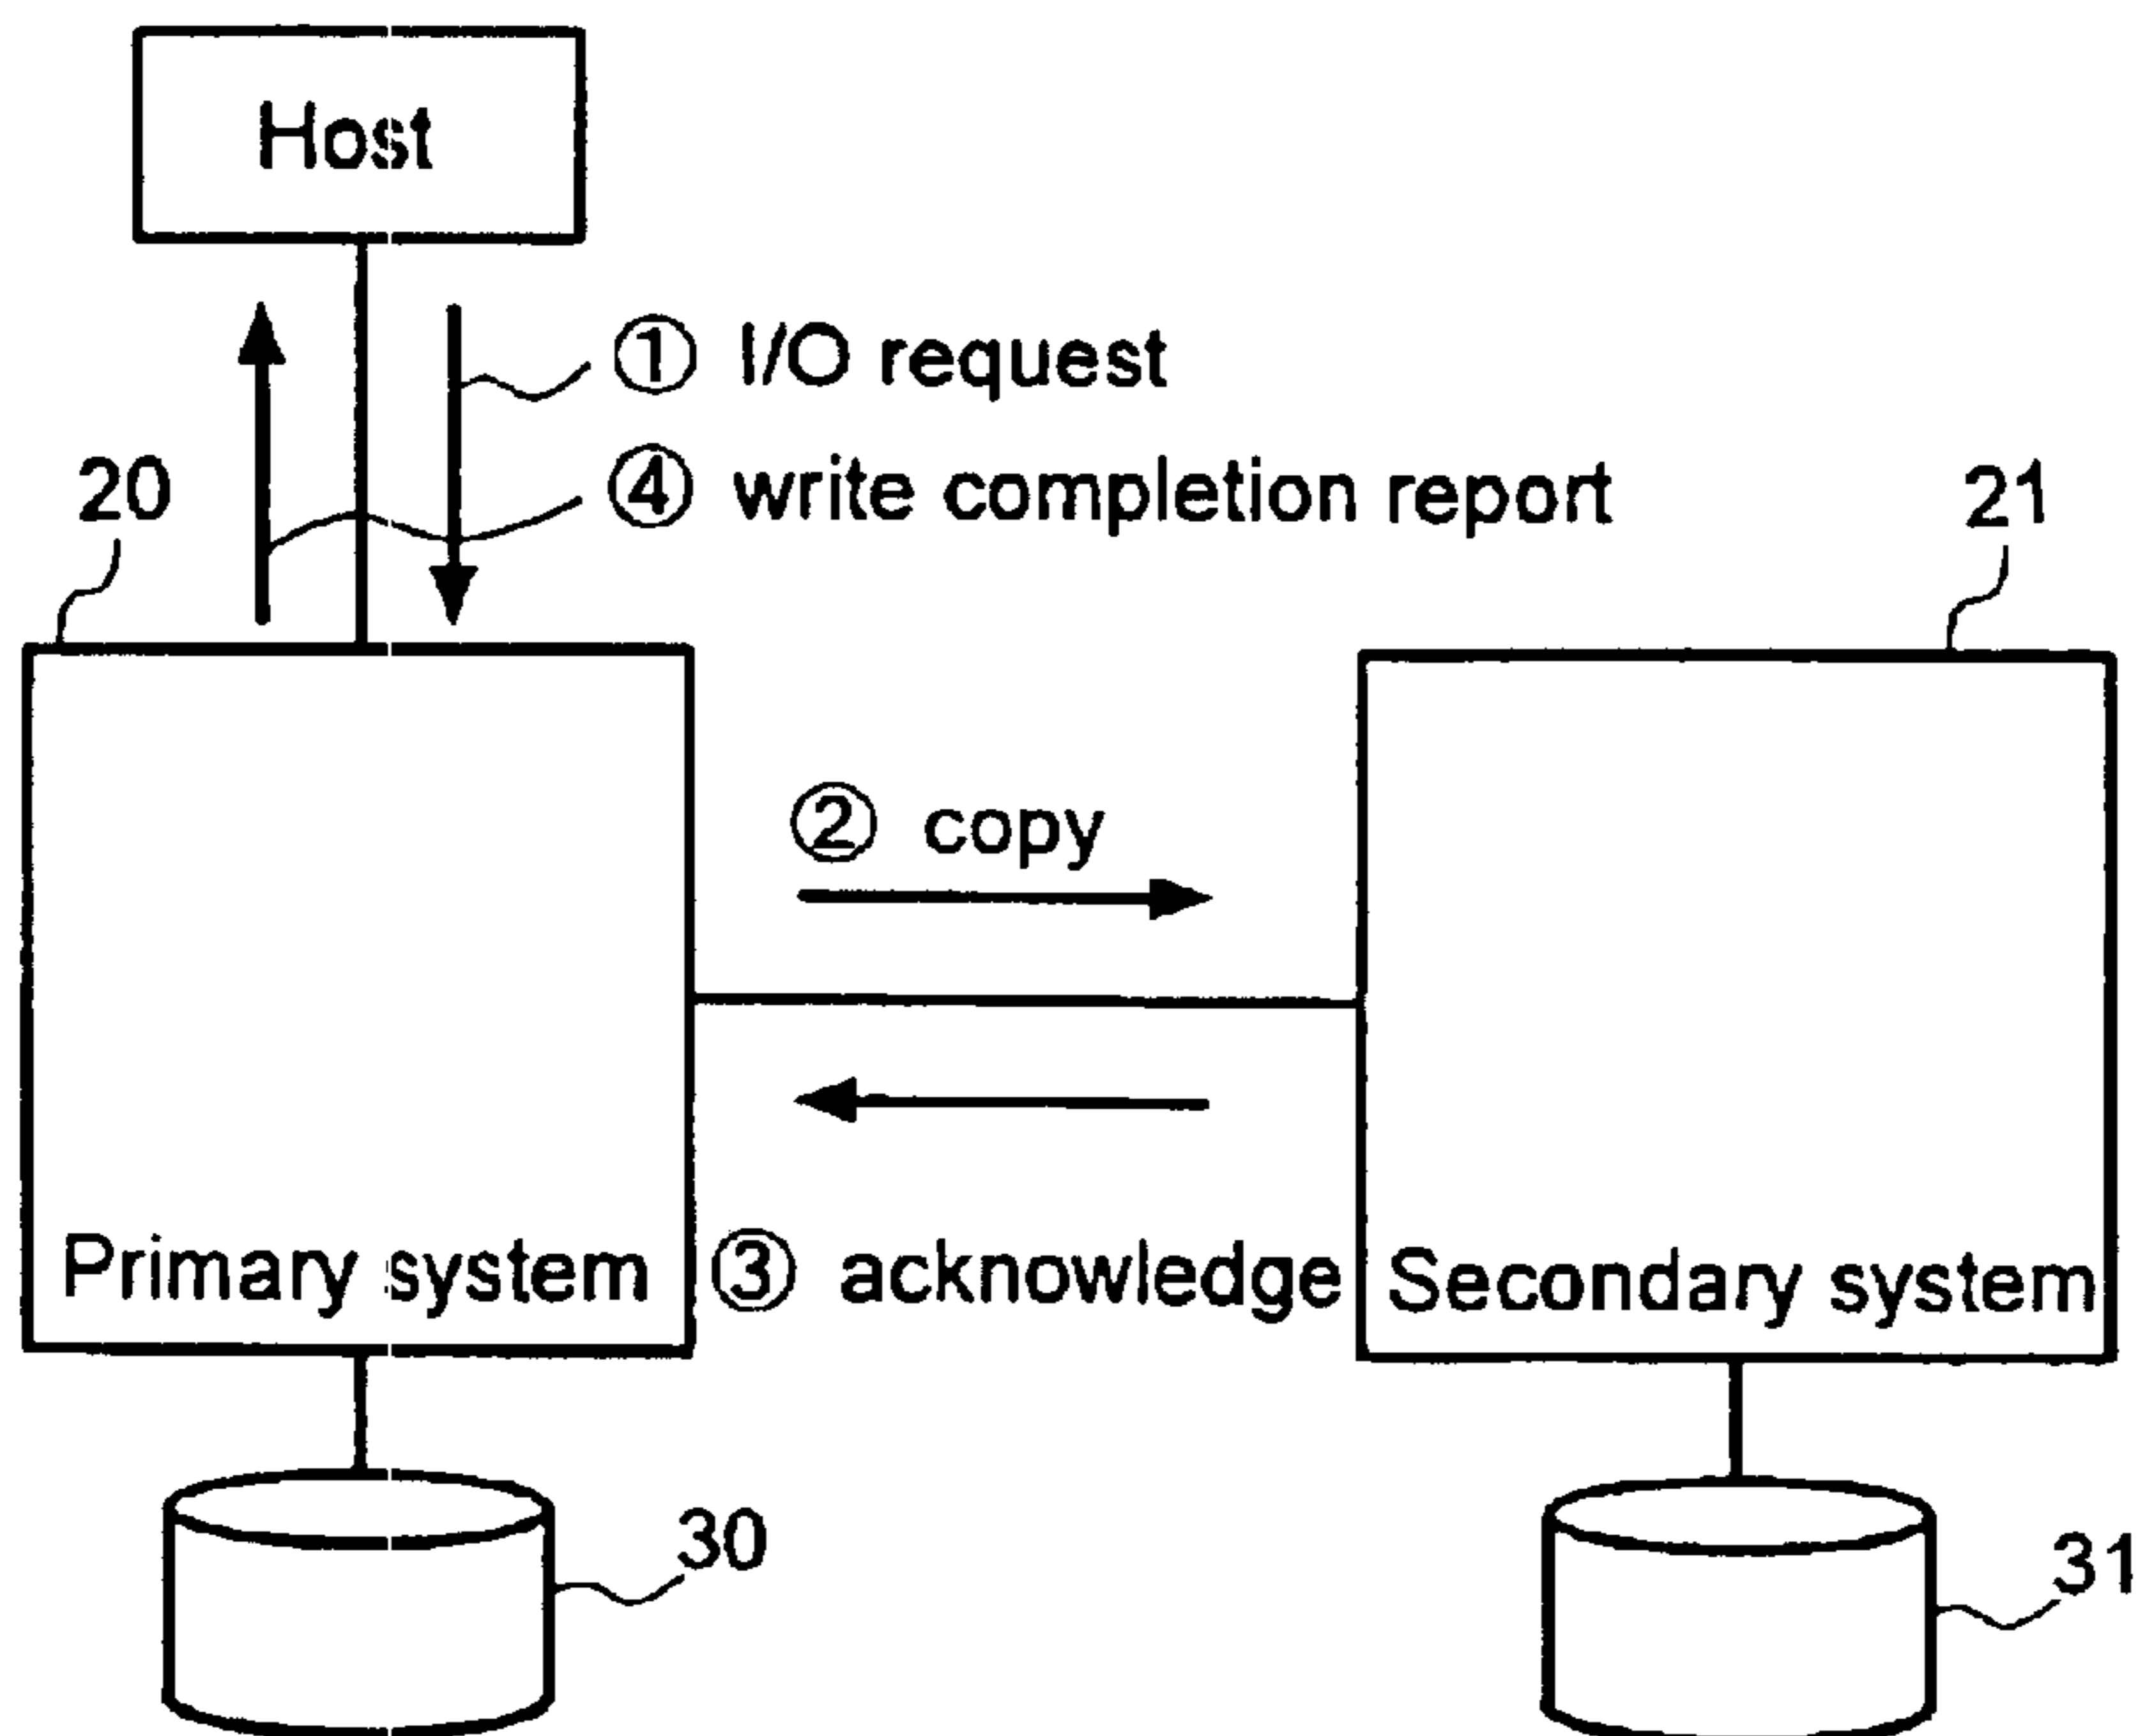 Host
① I/O request
④ write completion report
20
21
② copy
Primary system
③ acknowledge
Secondary system
30
31